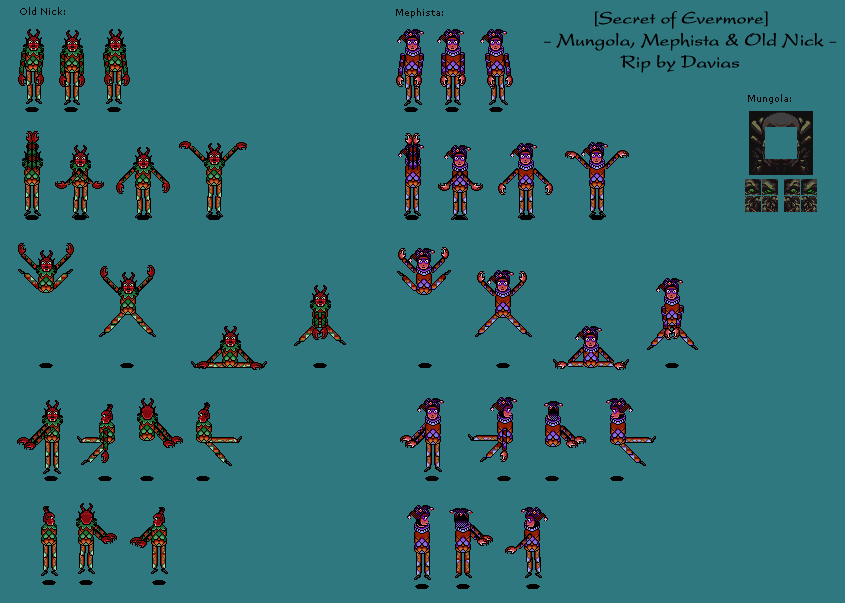 Old Nick:
Mephista:
[Secret of Evermore]
- Mungola, Mephista & Old Nick -
Rip by Davias
Mungola: